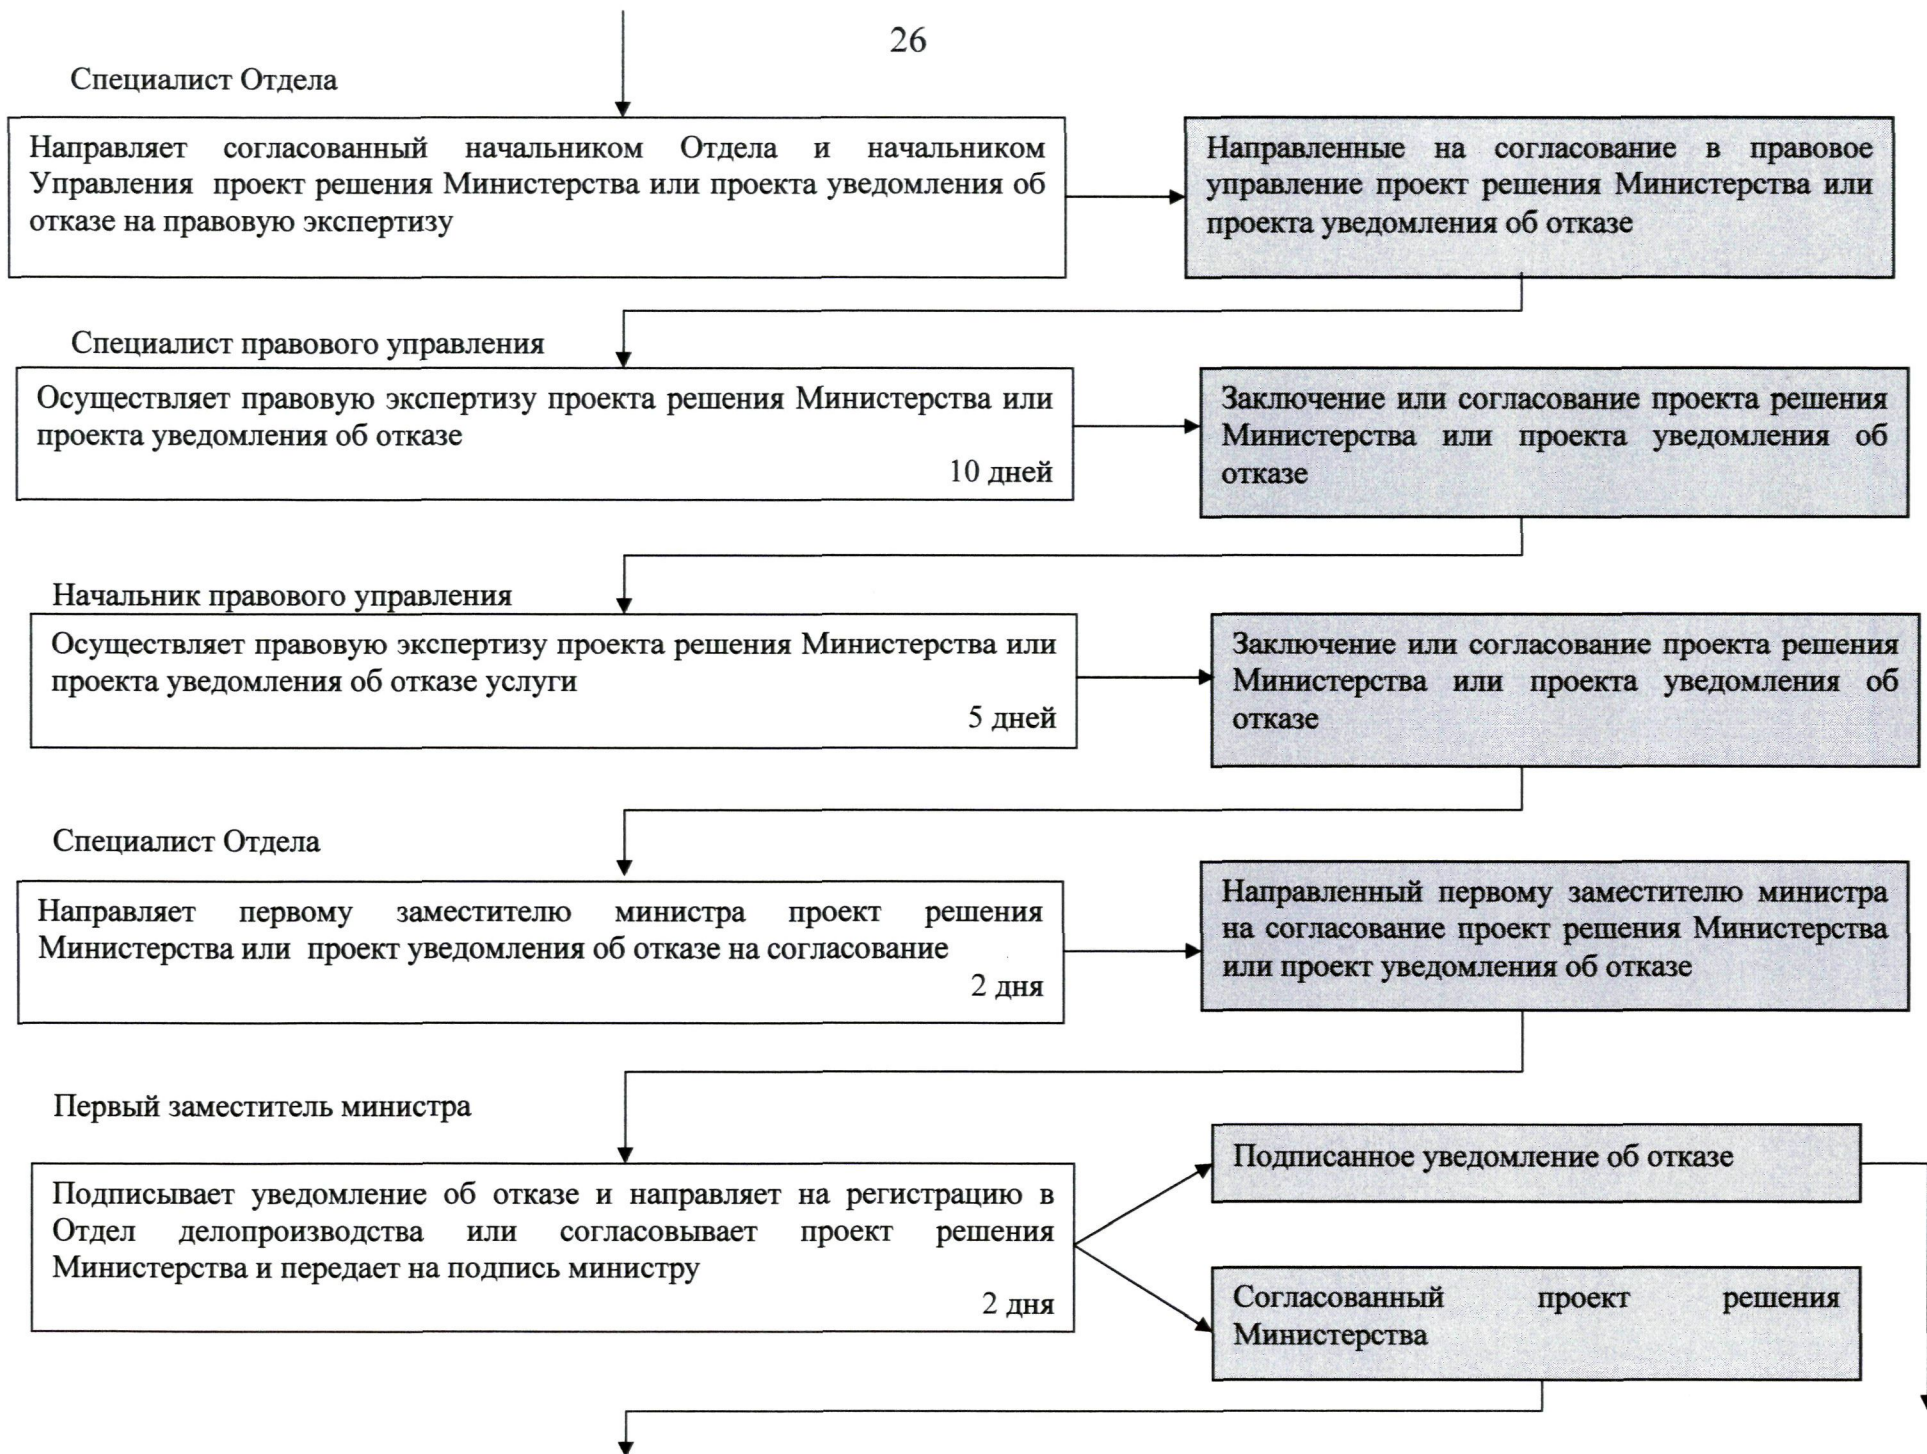 26
Специалист Отдела
Направляет согласованный начальником Отдела и начальником
Управления проект решения Министерства или проекта уведомления об
отказе на правовую экспертизу
Направленные на согласование в правовое
управление проект решения Министерства или
проекта уведомления об отказе
Специалист правового управления
Осуществляет правовую экспертизу проекта решения Министерства или
проекта уведомления об отказе
10 дней
Заключение или согласование проекта решения
Министерства или проекта уведомления об
отказе
Начальник правового управления
Осуществляет правовую экспертизу проекта решения Министерства или
проекта уведомления об отказе услуги
5 дней
Заключение или согласование проекта решения
Министерства или проекта уведомления об
отказе
Специалист Отдела
Направляет первому заместителю министра проект решения
Министерства или проект уведомления об отказе на согласование
2 дня
Направленный первому заместителю министра
на согласование проект решения Министерства
или проект уведомления об отказе
Первый заместитель министра
Подписывает уведомление об отказе и направляет на регистрацию в
Отдел делопроизводства или согласовывает проект решения
Министерства и передает на подпись министру
2 дня
Подписанное уведомление об отказе
Согласованный проект решения
Министерства